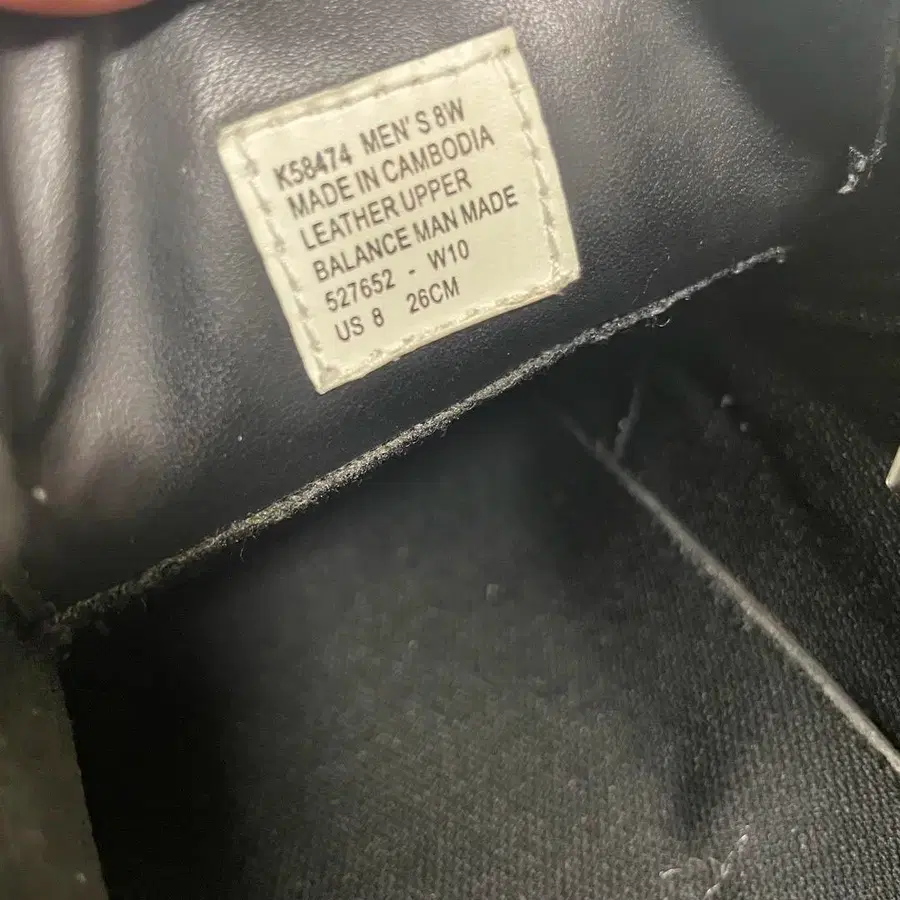 K58474 MEN'S 8W
MADE IN CAMBODIA
LEATHER UPPER
BALANCE MAN MADE
527652 - W10
US 8 26CM